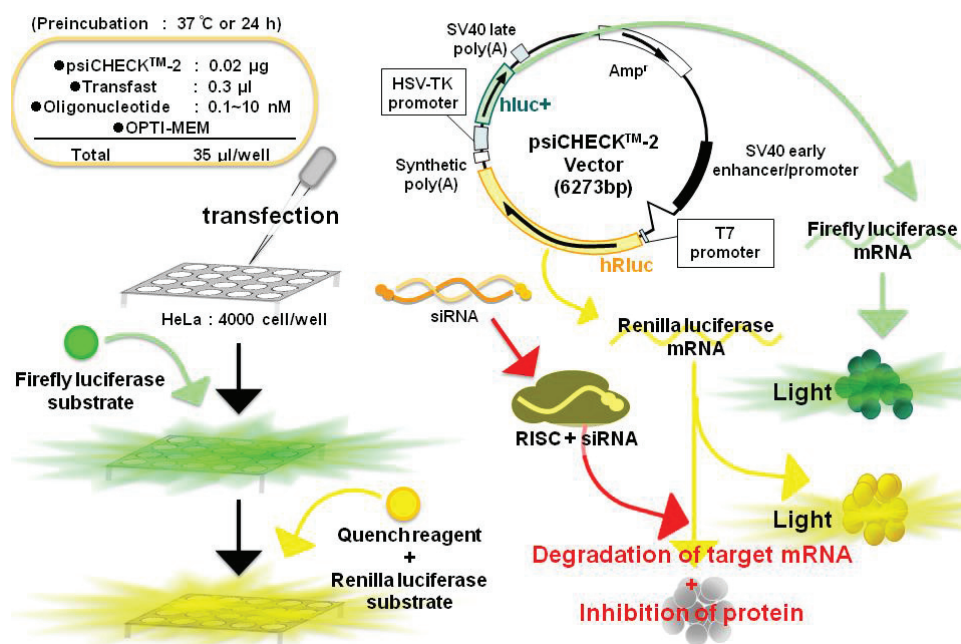 (Preincubation : 37 ℃ or 24 h)
●psiCHECK™-2 : 0.02 µg
●Transfast : 0.3 µl
●Oligonucleotide : 0.1~10 nM
●OPTI-MEM
Total 35 µl/well
transfection
HeLa : 4000 cell/well
Firefly luciferase
substrate
Quench reagent
+
Renilla luciferase
substrate
SV40 late
poly(A)
HSV-TK
promoter
hluc+
Synthetic
poly(A)
Ampʳ
psiCHECK™-2
Vector
(6273bp)
SV40 early
enhancer/promoter
T7
promoter
hRluc
siRNA
RISC + siRNA
Renilla luciferase
mRNA
Firefly luciferase
mRNA
Light
Light
Degradation of target mRNA
+
Inhibition of protein